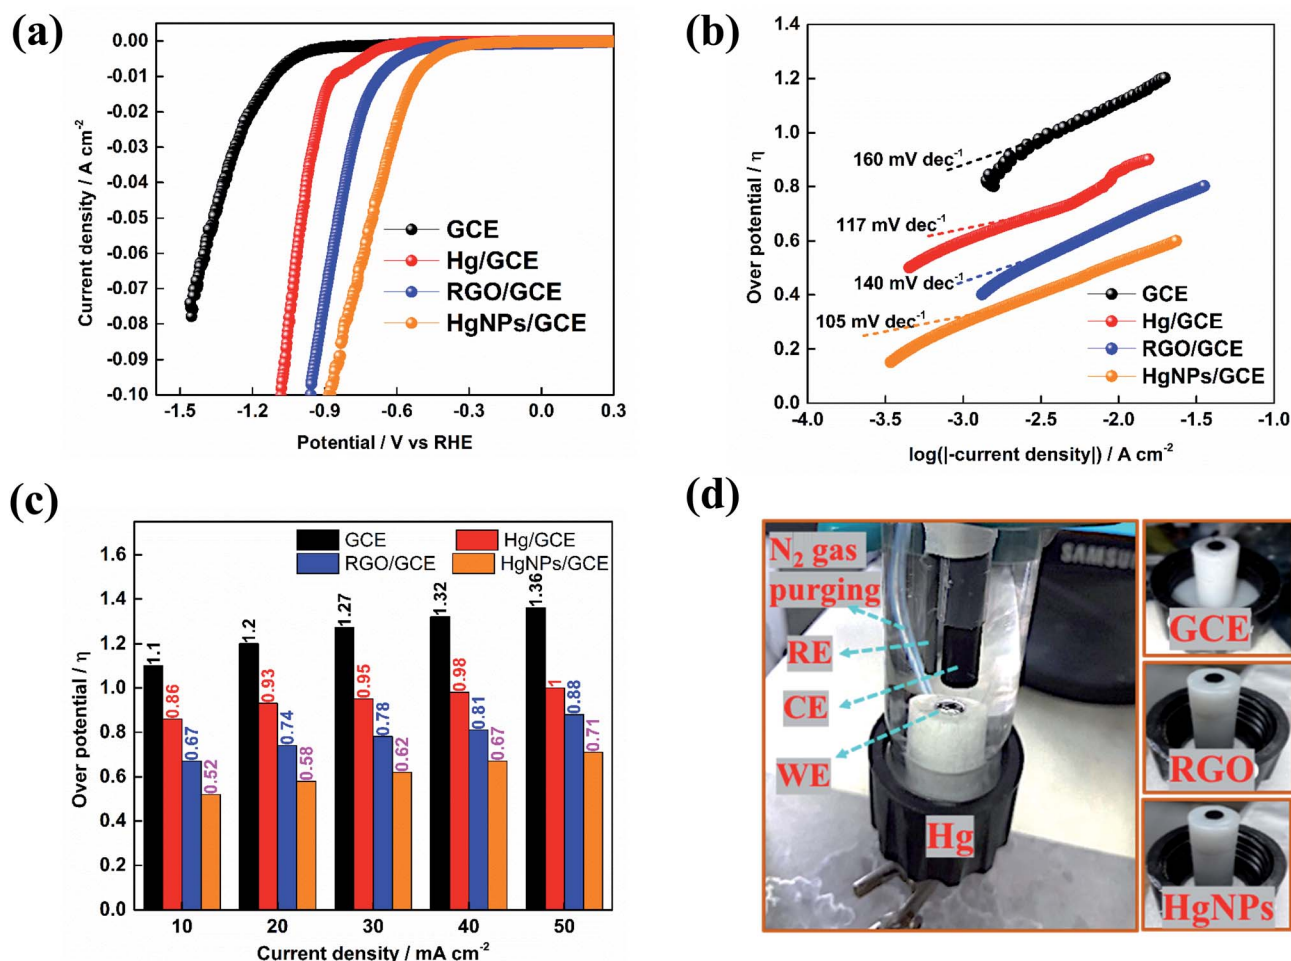 (a)
0.00
-0.01
-0.02
-0.03
-0.04
-0.05
-0.06
-0.07
-0.08
-0.09
-0.10
Current density / A cm⁻²
GCE
Hg/GCE
RGO/GCE
HgNPs/GCE
-1.5 -1.2 -0.9 -0.6 -0.3 0.0 0.3
Potential / V vs RHE
(b)
1.4
1.2
1.0
0.8
0.6
0.4
0.2
0.0
Over potential / η
160 mV dec⁻¹
117 mV dec⁻¹
140 mV dec⁻¹
105 mV dec⁻¹
GCE
Hg/GCE
RGO/GCE
HgNPs/GCE
-4.0 -3.5 -3.0 -2.5 -2.0 -1.5 -1.0
log(|-current density|) / A cm⁻²
(c)
1.6
1.4
1.2
1.0
0.8
0.6
0.4
0.2
0.0
Over potential / η
GCE Hg/GCE
RGO/GCE HgNPs/GCE
1.1 0.86 0.67 0.52
1.2 0.93 0.74 0.58
1.27 0.95 0.78 0.62
1.32 0.98 0.81 0.67
1.36 1 0.88 0.71
10 20 30 40 50
Current density / mA cm⁻²
(d)
N₂ gas
purging
RE
CE
WE
Hg
SAMSUNG
GCE
RGO
HgNPs